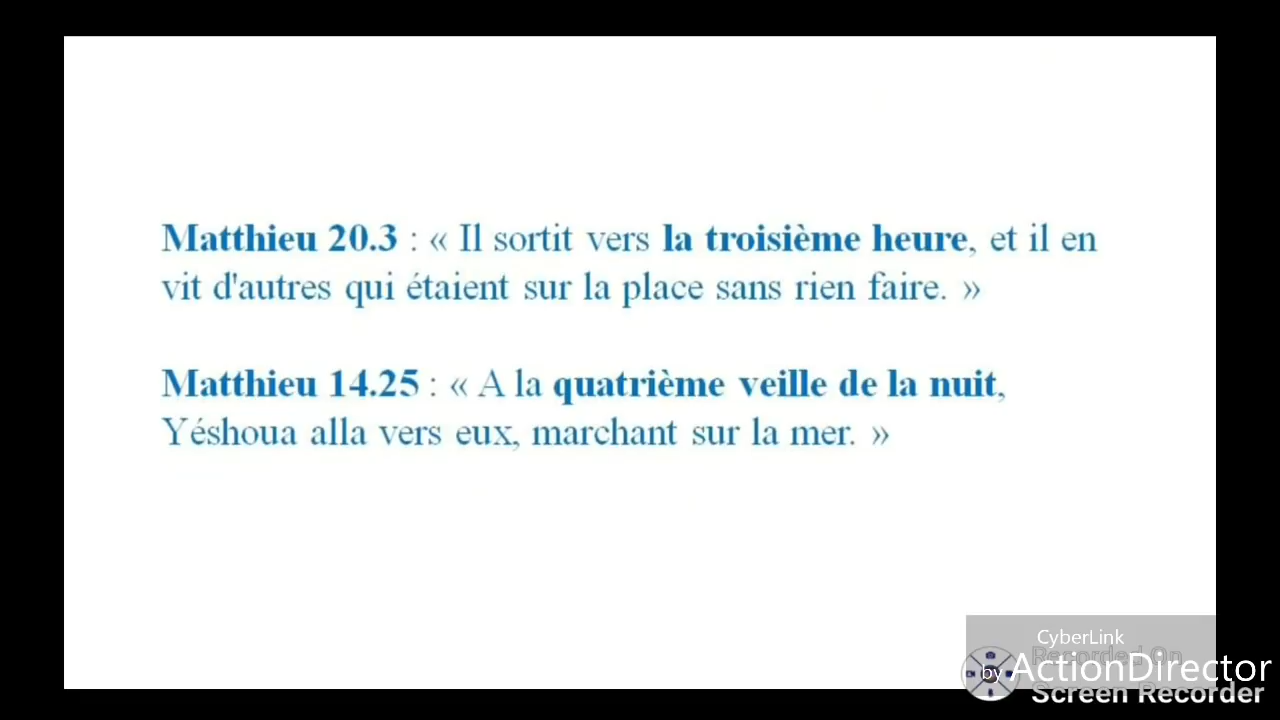 Matthieu 20.3 : « Il sortit vers la troisième heure, et il en
vit d'autres qui étaient sur la place sans rien faire. »
Matthieu 14.25 : « A la quatrième veille de la nuit,
Yéshoua alla vers eux, marchant sur la mer. »
CyberLink
Recorded On
by ActionDirector
Screen Recorder